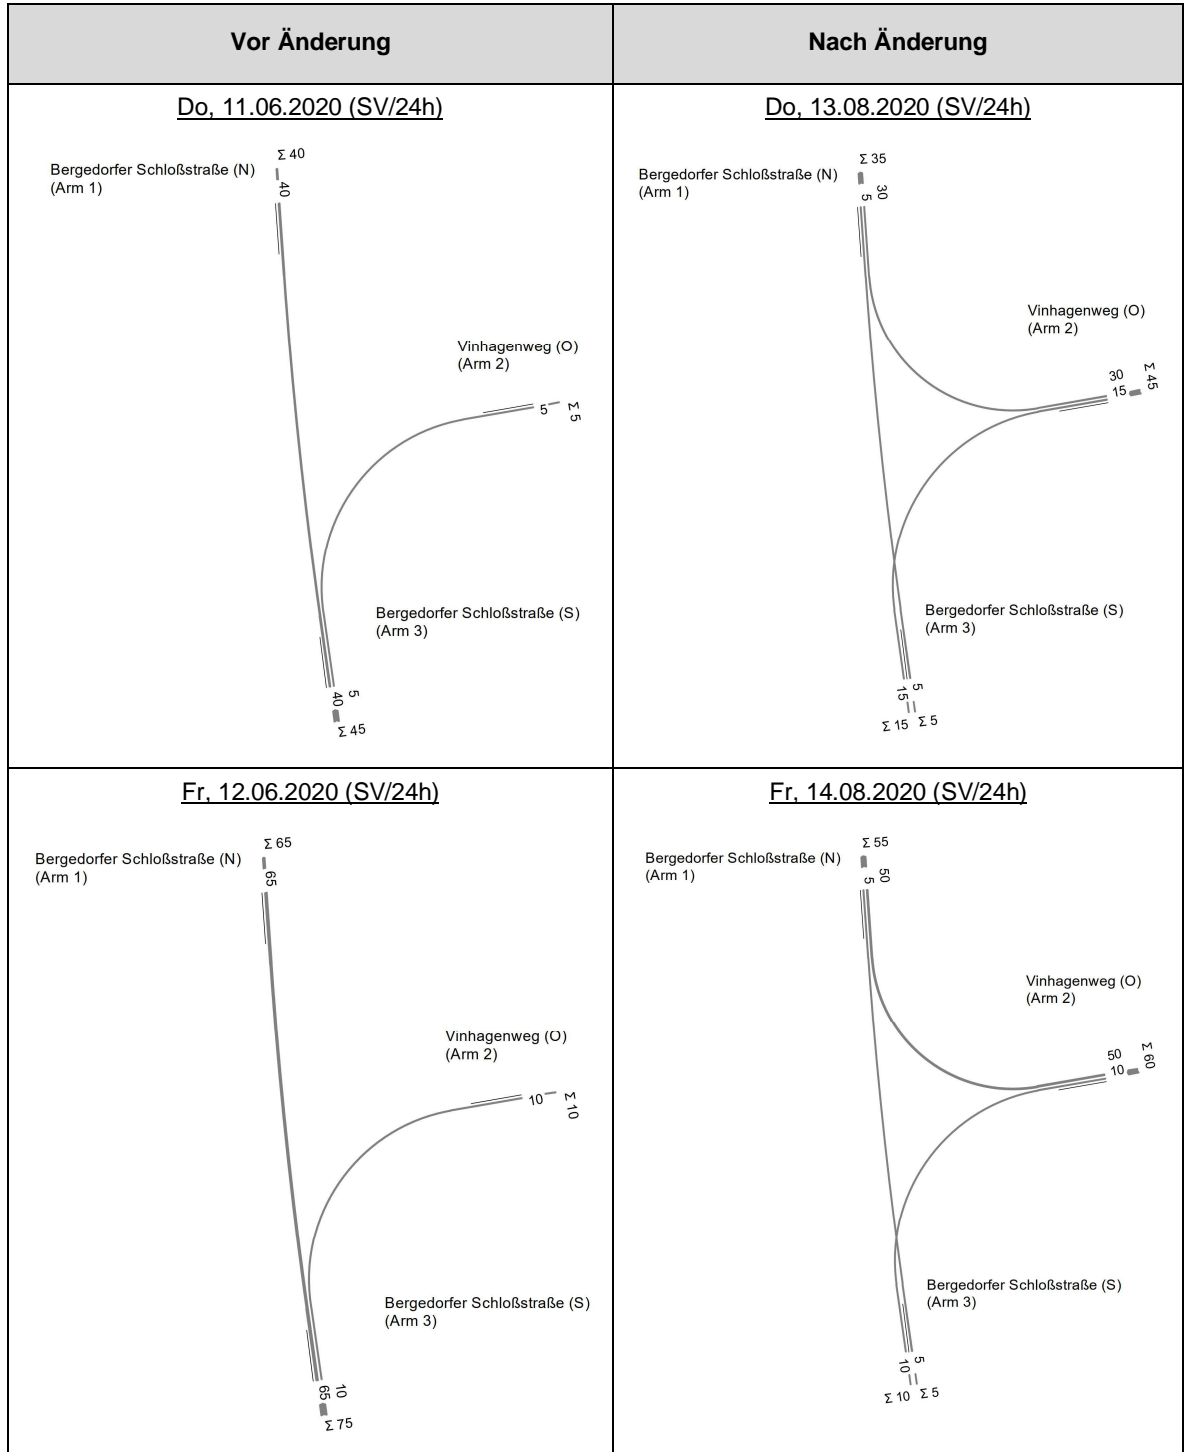 Vor Änderung
Nach Änderung
Do, 11.06.2020 (SV/24h)
Σ 40
Bergedorfer Schloßstraße (N)
(Arm 1)
40
Vinhagenweg (O)
(Arm 2)
5
Σ 5
Bergedorfer Schloßstraße (S)
(Arm 3)
40
5
Σ 45
Do, 13.08.2020 (SV/24h)
Σ 35
Bergedorfer Schloßstraße (N)
(Arm 1)
5
30
Vinhagenweg (O)
(Arm 2)
30
15
Σ 45
Bergedorfer Schloßstraße (S)
(Arm 3)
15
5
Σ 15
Σ 5
Fr, 12.06.2020 (SV/24h)
Σ 65
Bergedorfer Schloßstraße (N)
(Arm 1)
65
Vinhagenweg (O)
(Arm 2)
10
Σ 10
Bergedorfer Schloßstraße (S)
(Arm 3)
65
10
Σ 75
Fr, 14.08.2020 (SV/24h)
Σ 55
Bergedorfer Schloßstraße (N)
(Arm 1)
5
50
Vinhagenweg (O)
(Arm 2)
50
10
Σ 60
Bergedorfer Schloßstraße (S)
(Arm 3)
10
5
Σ 10
Σ 5